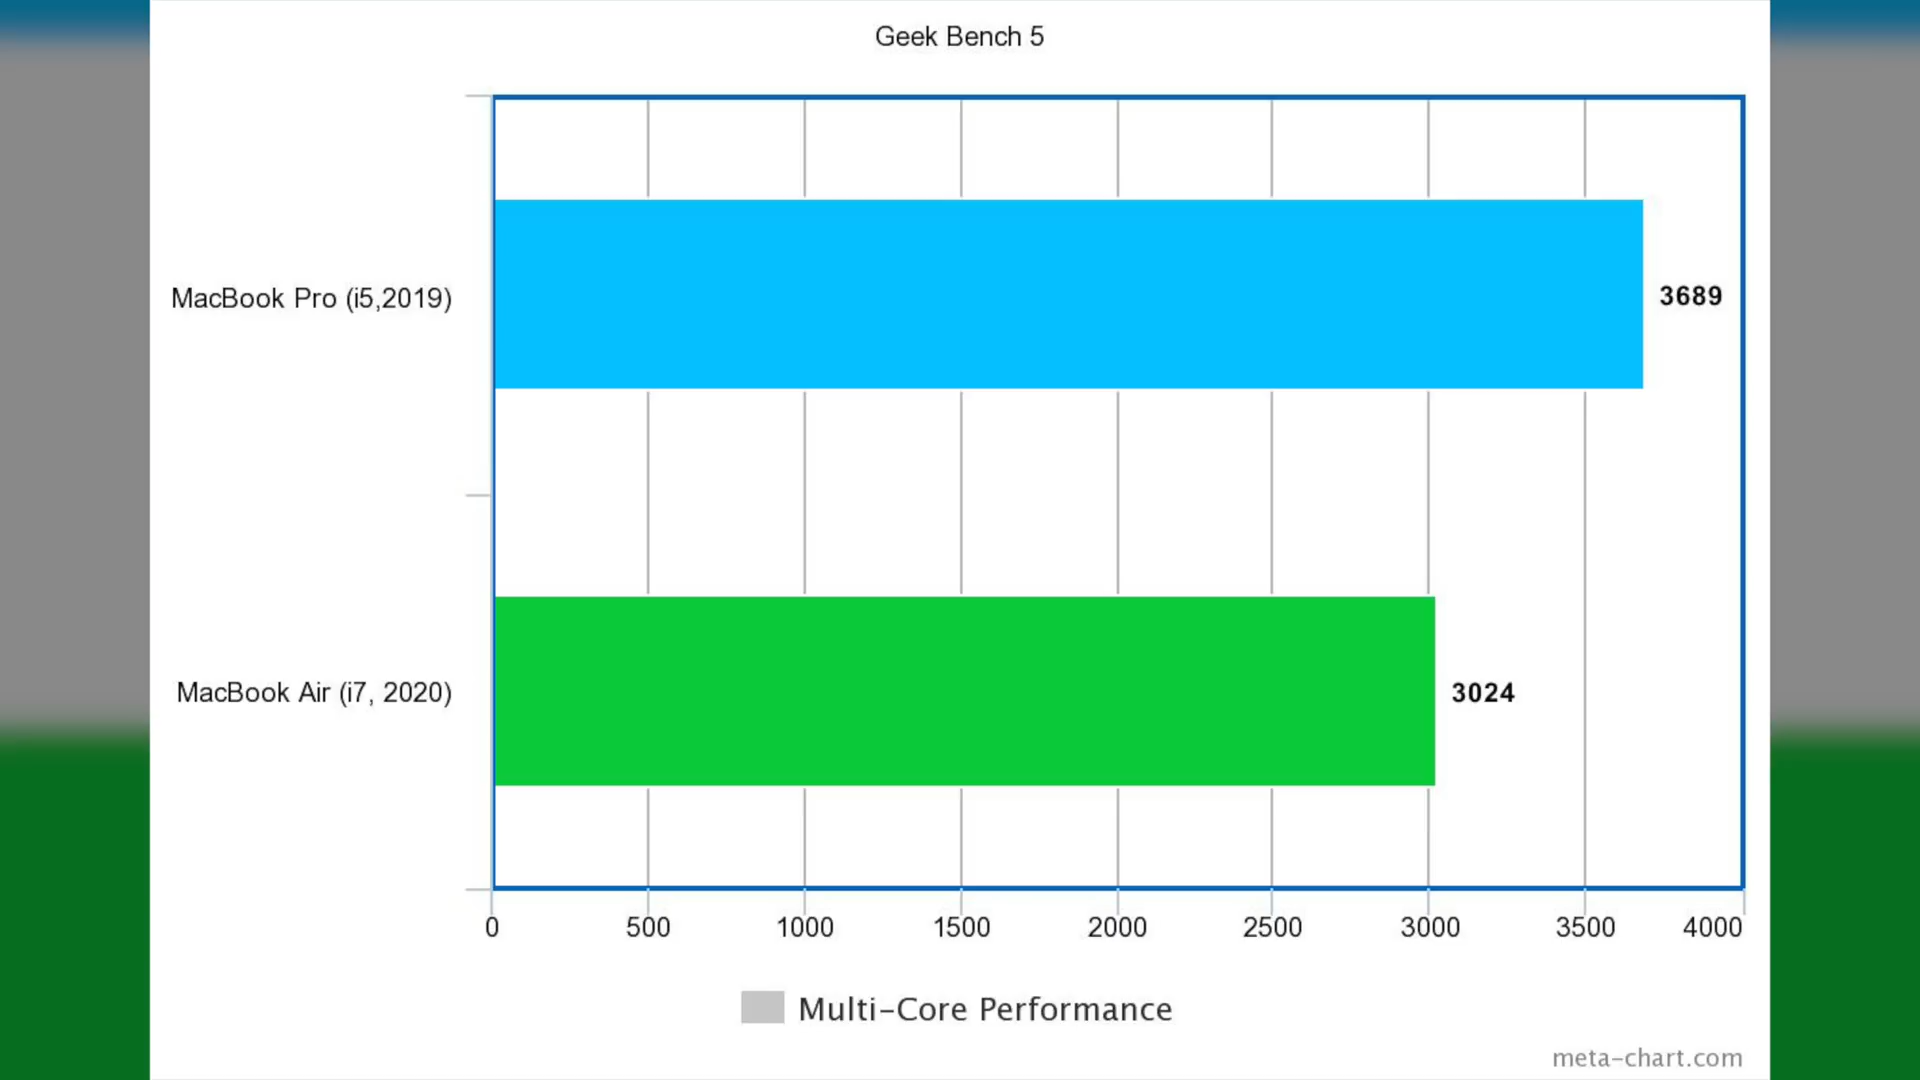 Geek Bench 5
MacBook Pro (i5,2019)
3689
MacBook Air (i7, 2020)
3024
0 500 1000 1500 2000 2500 3000 3500 4000
Multi-Core Performance
meta-chart.com